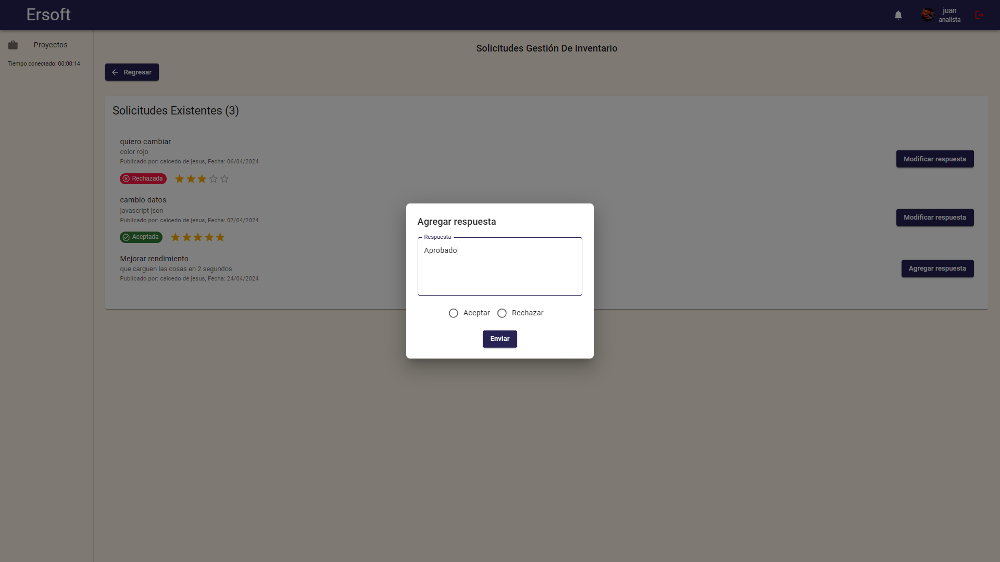 Ersoft
juan
analista
Proyectos
Tiempo conectado: 00:00:14
Solicitudes Gestión De Inventario
Regresar
Solicitudes Existentes (3)
quiero cambiar
color rojo
Publicado por: caicedo de jesus, Fecha: 06/04/2024
Rechazada
Modificar respuesta
cambio datos
javascript json
Publicado por: caicedo de jesus, Fecha: 07/04/2024
Aceptada
Modificar respuesta
Mejorar rendimiento
que carguen las cosas en 2 segundos
Publicado por: caicedo de jesus, Fecha: 24/04/2024
Agregar respuesta
Agregar respuesta
Respuesta
Aprobado
Aceptar
Rechazar
Enviar